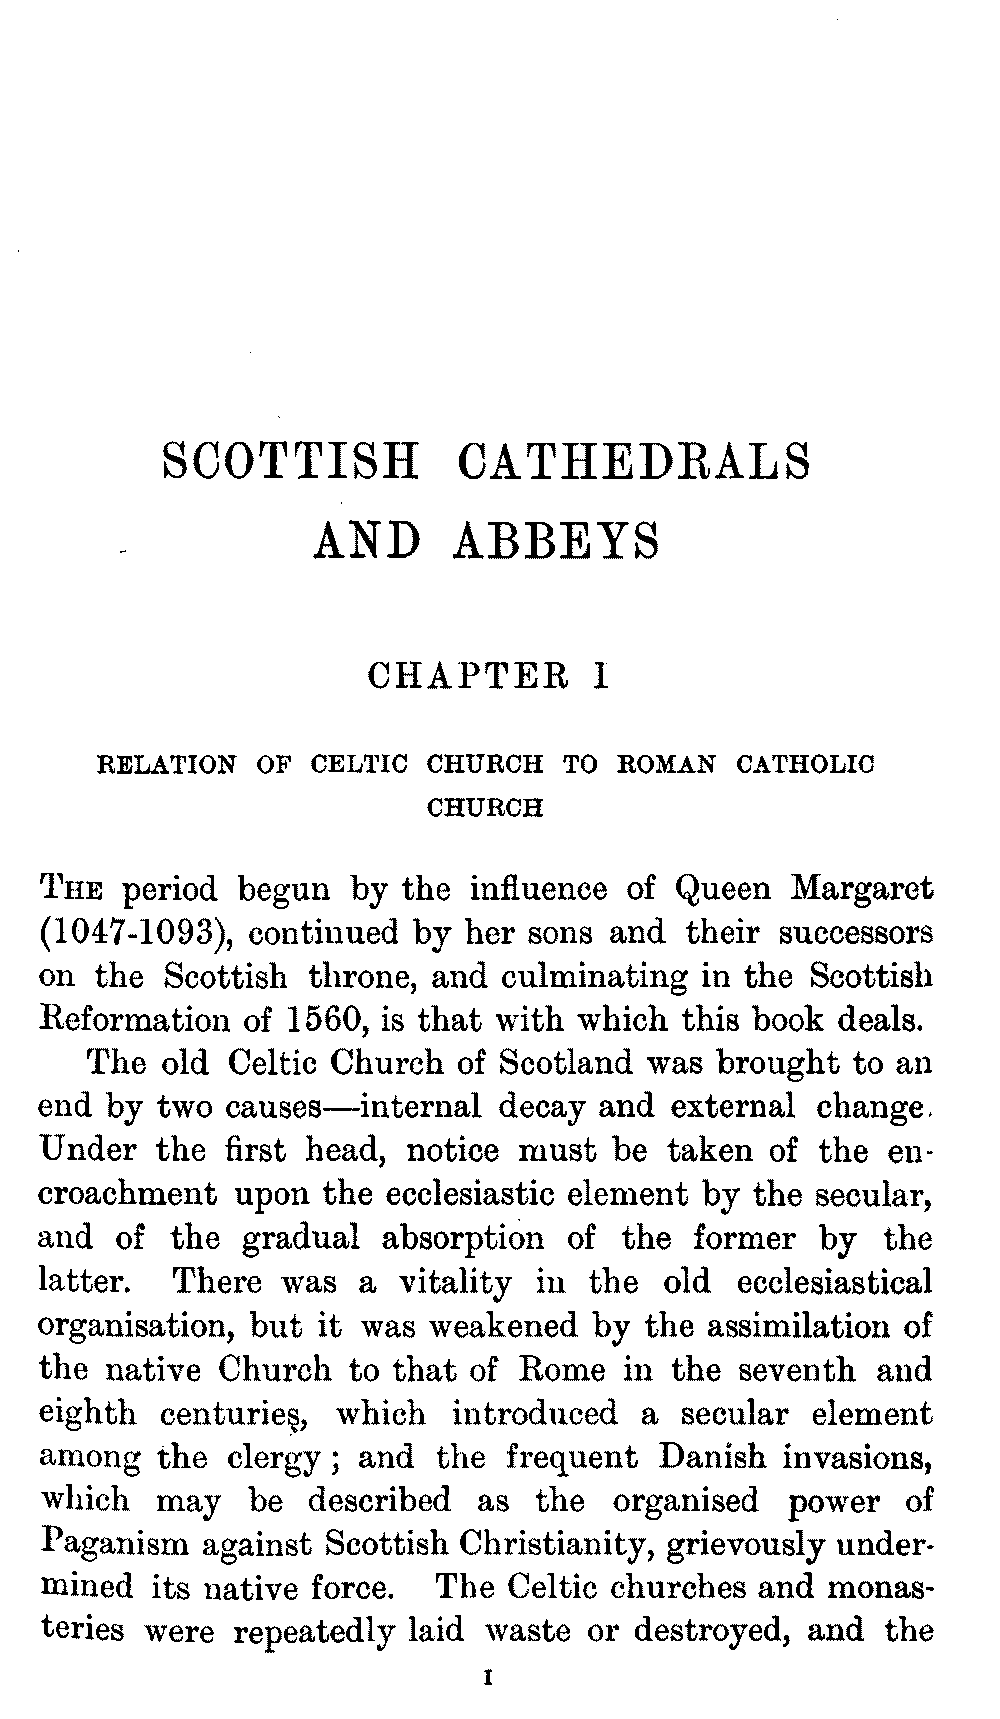 SCOTTISH CATHEDRALS
AND ABBEYS
CHAPTER I
RELATION OF CELTIC CHURCH TO ROMAN CATHOLIC
CHURCH
THE period begun by the influence of Queen Margaret
(1047-1093), continued by her sons and their successors
on the Scottish throne, and culminating in the Scottish
Reformation of 1560, is that with which this book deals.
The old Celtic Church of Scotland was brought to an
end by two causes—internal decay and external change.
Under the first head, notice must be taken of the en-
croachment upon the ecclesiastic element by the secular,
and of the gradual absorption of the former by the
latter. There was a vitality in the old ecclesiastical
organisation, but it was weakened by the assimilation of
the native Church to that of Rome in the seventh and
eighth centuries, which introduced a secular element
among the clergy; and the frequent Danish invasions,
which may be described as the organised power of
Paganism against Scottish Christianity, grievously under-
mined its native force. The Celtic churches and monas-
teries were repeatedly laid waste or destroyed, and the
I